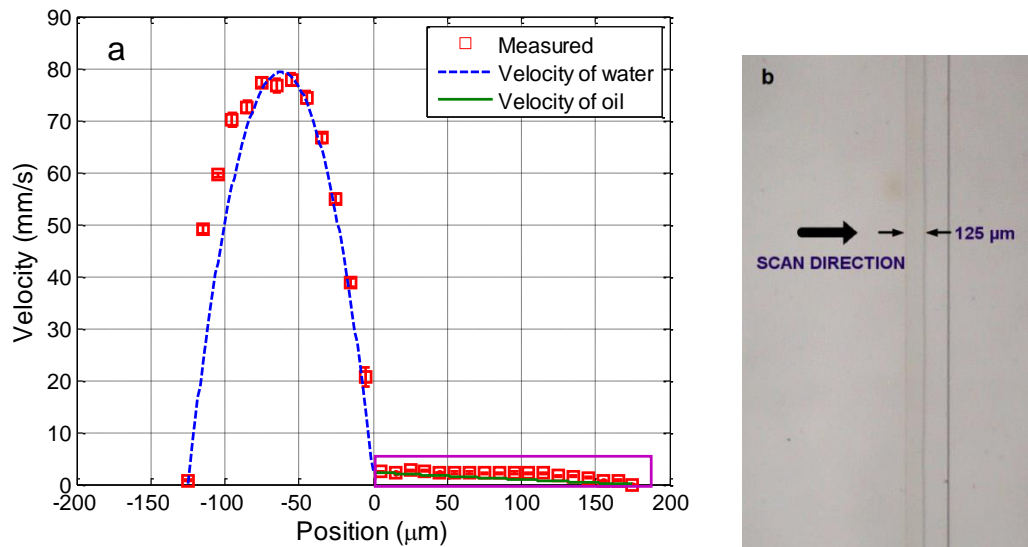 a
Measured
Velocity of water
Velocity of oil
Velocity (mm/s)
90
80
70
60
50
40
30
20
10
0
-200
-150
-100
-50
0
50
100
150
200
Position (μm)
b
125 μm
SCAN DIRECTION